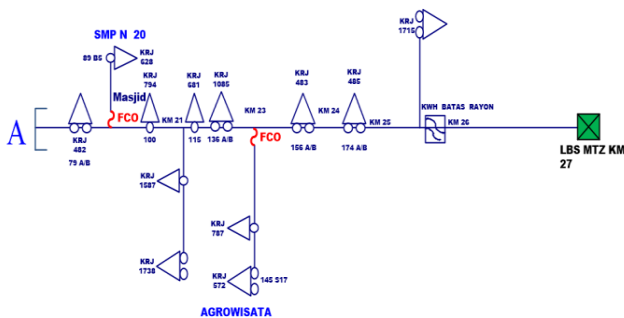 SMP N  20
KRJ
628
89 B5
KRJ
1715
Masjid
KRJ
794
KRJ
681
KRJ
1085
KRJ
483
KRJ
485
A
FCO
KM 21
KM 23
KM 24
KM 25
KWH BATAS RAYON
KM 26
KRJ
482
79 A/B
100
115
136 A/B
FCO
156 A/B
174 A/B
LBS MTZ KM
27
KRJ
1587
KRJ
787
KRJ
1738
KRJ
572
145 S17
AGROWISATA